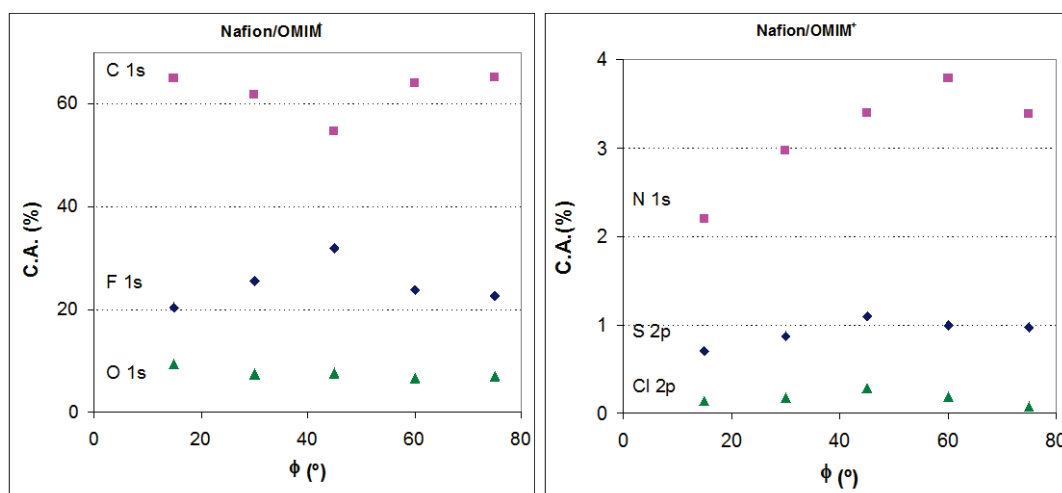 Nafion/OMIM⁺
C 1s
F 1s
O 1s
C.A. (%)
60
40
20
0
0 20 40 60 80
ϕ (º)
Nafion/OMIM⁺
N 1s
S 2p
Cl 2p
C.A.(%)
4
3
2
1
0
0 20 40 60 80
ϕ (º)